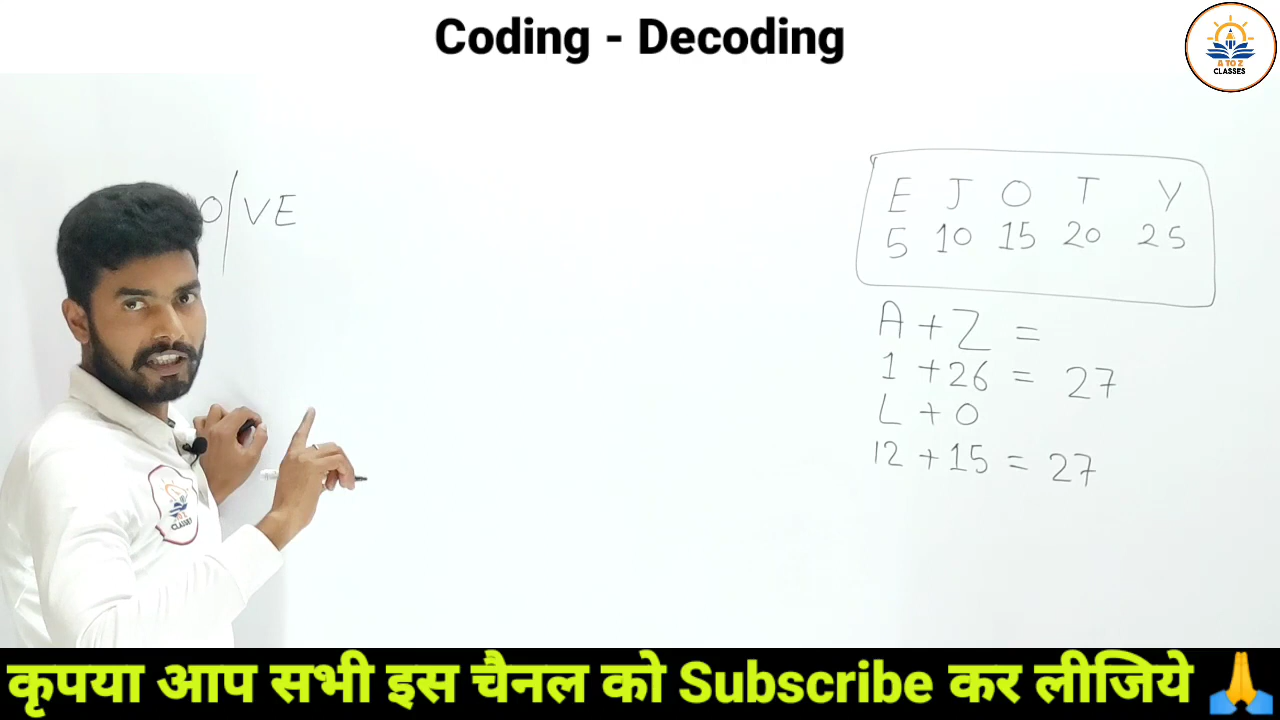 Coding - Decoding
A TO Z
CLASSES
O/VE
E J O T Y
5 10 15 20 25
A + Z =
1 + 26 = 27
L + O
12 + 15 = 27
CLASSES
कृपया आप सभी इस चैनल को Subscribe कर लीजिये 🙏